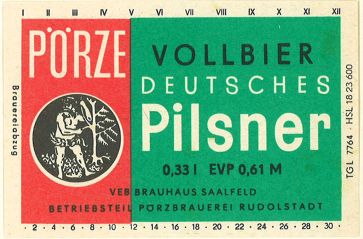 I II III IV V VI VII VIII IX X XI XII
PÖRZE
VOLLBIER
DEUTSCHES
Pilsner
0,33 l EVP 0,61 M
VEB BRAUHAUS SAALFELD
BETRIEBSTEIL PÖRZBRAUEREI RUDOLSTADT
Brauereiabzug
TGL 7764 - HSL 18 23 600
· 2 · 4 · 6 · 8 · 10 · 12 · 14 · 16 · 18 · 20 · 22 · 24 · 26 · 28 · 30 ·